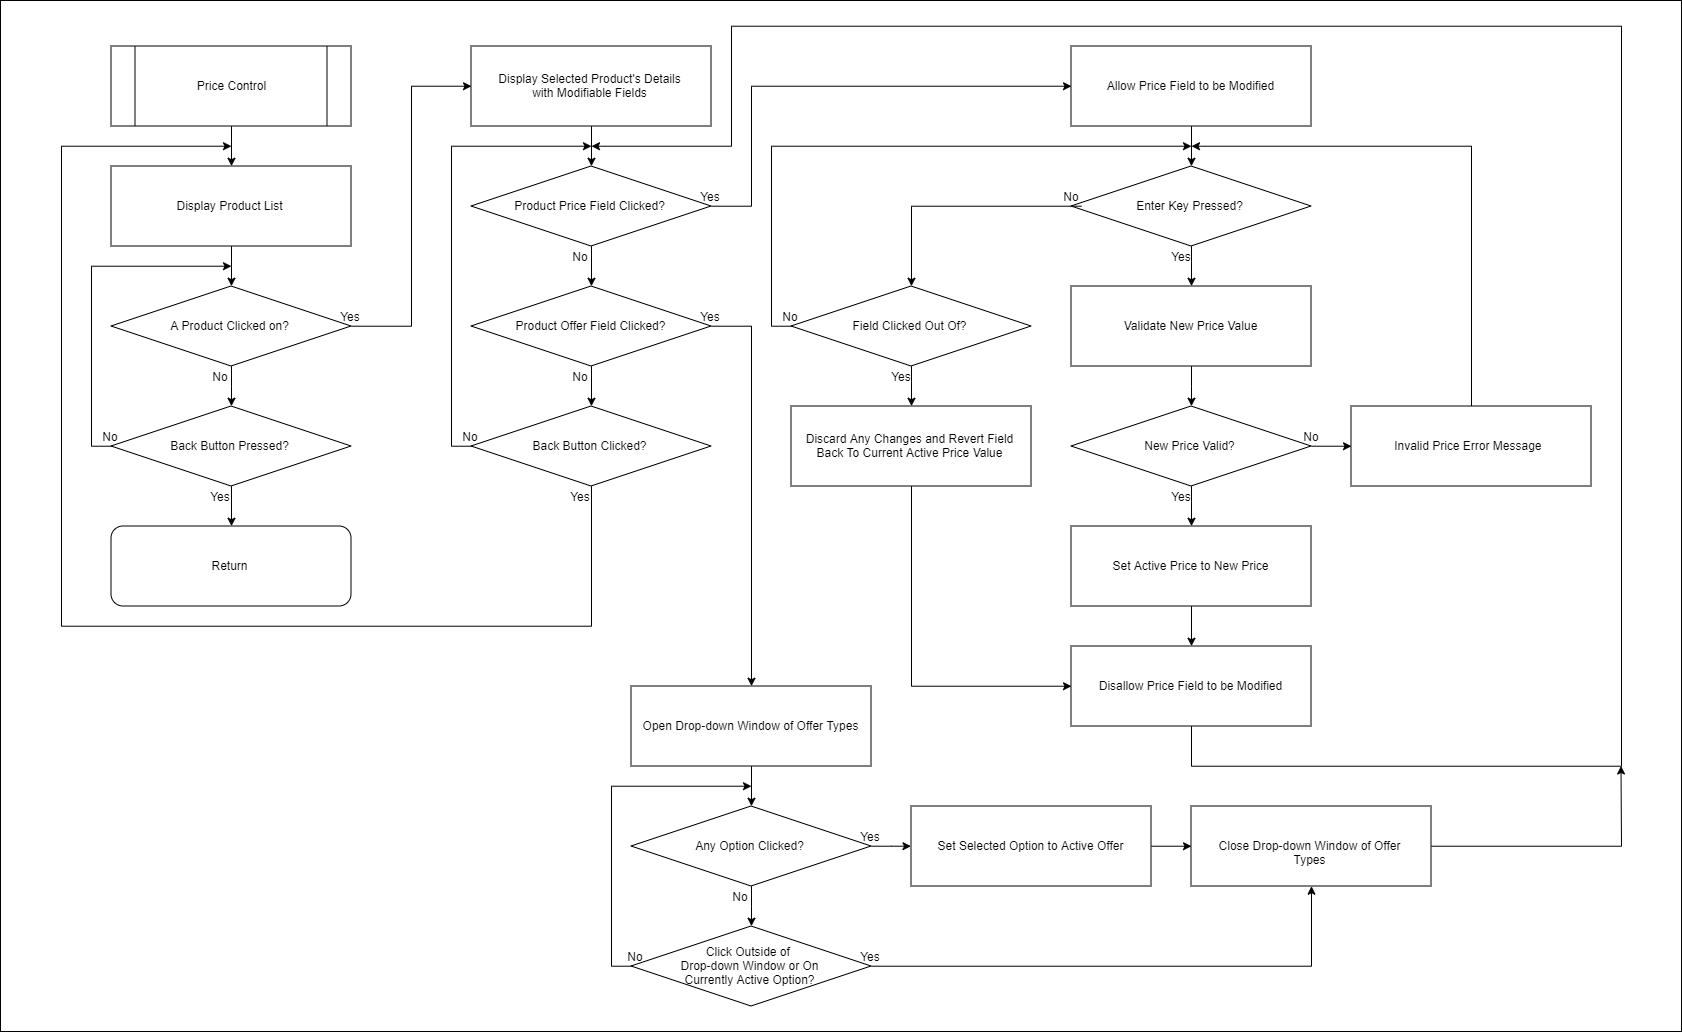 Price Control
Display Product List
A Product Clicked on?
Yes
No
Back Button Pressed?
No
Yes
Return
Display Selected Product's Details
with Modifiable Fields
Product Price Field Clicked?
Yes
No
Product Offer Field Clicked?
Yes
No
Back Button Clicked?
No
Yes
Allow Price Field to be Modified
Enter Key Pressed?
No
Yes
Field Clicked Out Of?
No
Yes
Discard Any Changes and Revert Field
Back To Current Active Price Value
Validate New Price Value
New Price Valid?
No
Yes
Invalid Price Error Message
Set Active Price to New Price
Disallow Price Field to be Modified
Open Drop-down Window of Offer Types
Any Option Clicked?
Yes
No
Set Selected Option to Active Offer
Close Drop-down Window of Offer
Types
Click Outside of
Drop-down Window or On
Currently Active Option?
No
Yes